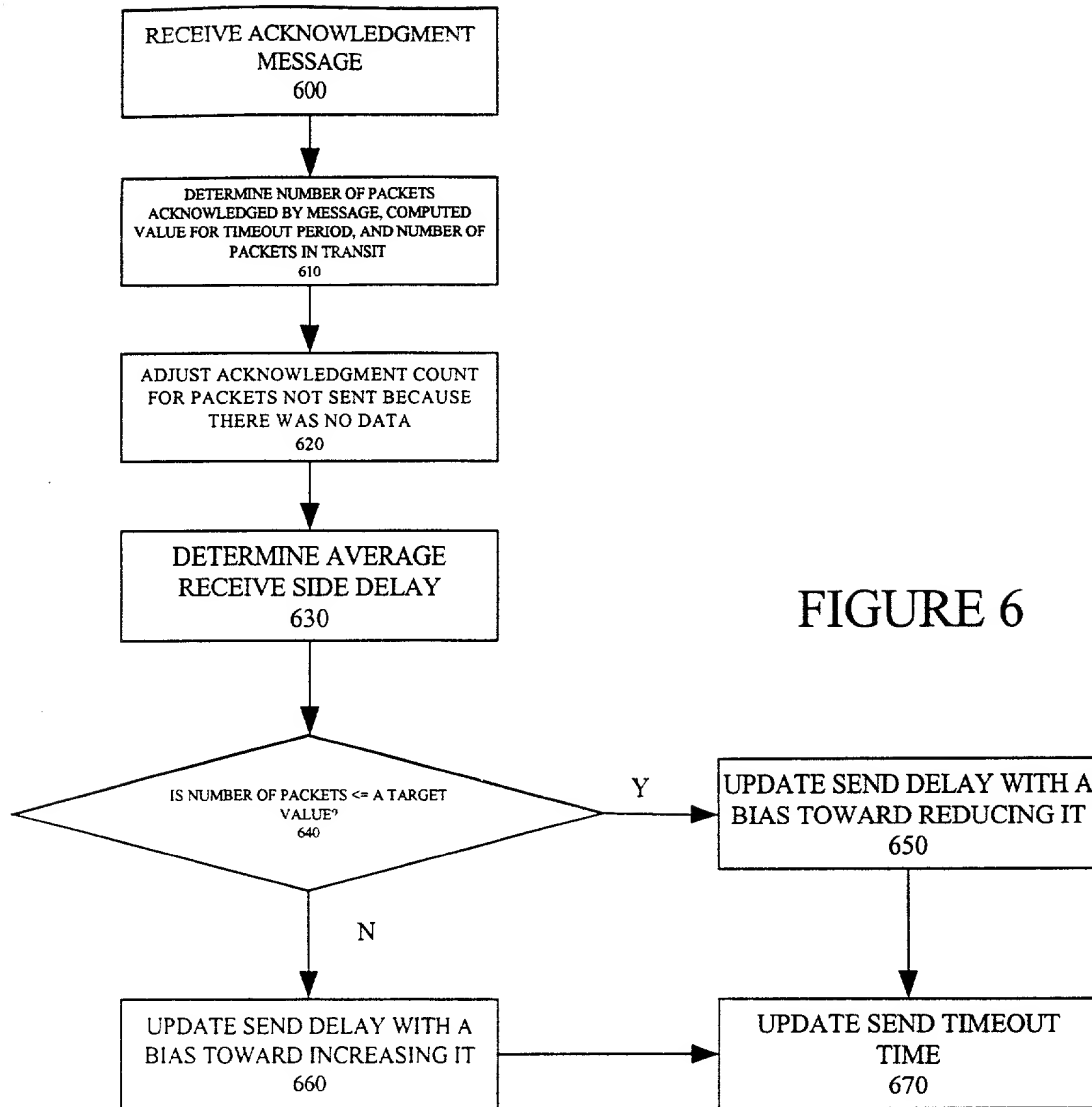 RECEIVE ACKNOWLEDGMENT
MESSAGE
600
DETERMINE NUMBER OF PACKETS
ACKNOWLEDGED BY MESSAGE, COMPUTED
VALUE FOR TIMEOUT PERIOD, AND NUMBER OF
PACKETS IN TRANSIT
610
ADJUST ACKNOWLEDGMENT COUNT
FOR PACKETS NOT SENT BECAUSE
THERE WAS NO DATA
620
DETERMINE AVERAGE
RECEIVE SIDE DELAY
630
FIGURE 6
IS NUMBER OF PACKETS <= A TARGET
VALUE?
640
Y
UPDATE SEND DELAY WITH A
BIAS TOWARD REDUCING IT
650
N
UPDATE SEND DELAY WITH A
BIAS TOWARD INCREASING IT
660
UPDATE SEND TIMEOUT
TIME
670